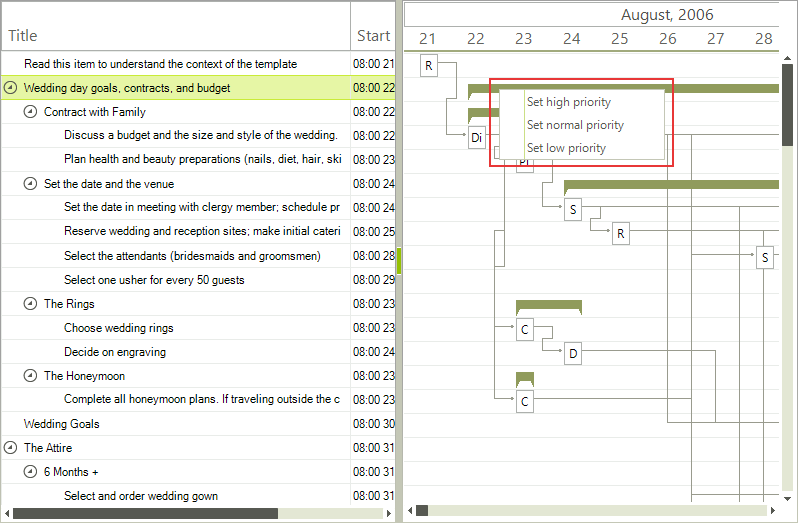 Title Start
August, 2006
21 22 23 24 25 26 27 28
Read this item to understand the context of the template 08:00 21
R
Wedding day goals, contracts, and budget 08:00 22
Set high priority
Contract with Family 08:00 22
Set normal priority
Discuss a budget and the size and style of the wedding. 08:00 22
Di
Set low priority
Plan health and beauty preparations (nails, diet, hair, ski 08:00 23
Set the date and the venue 08:00 24
Set the date in meeting with clergy member; schedule pr 08:00 24
S
Reserve wedding and reception sites; make initial cateri 08:00 25
R
Select the attendants (bridesmaids and groomsmen) 08:00 28
S
Select one usher for every 50 guests 08:00 29
The Rings 08:00 23
Choose wedding rings 08:00 23
C
Decide on engraving 08:00 24
D
The Honeymoon 08:00 23
Complete all honeymoon plans. If traveling outside the c 08:00 23
C
Wedding Goals 08:00 30
The Attire 08:00 31
6 Months + 08:00 31
Select and order wedding gown 08:00 31